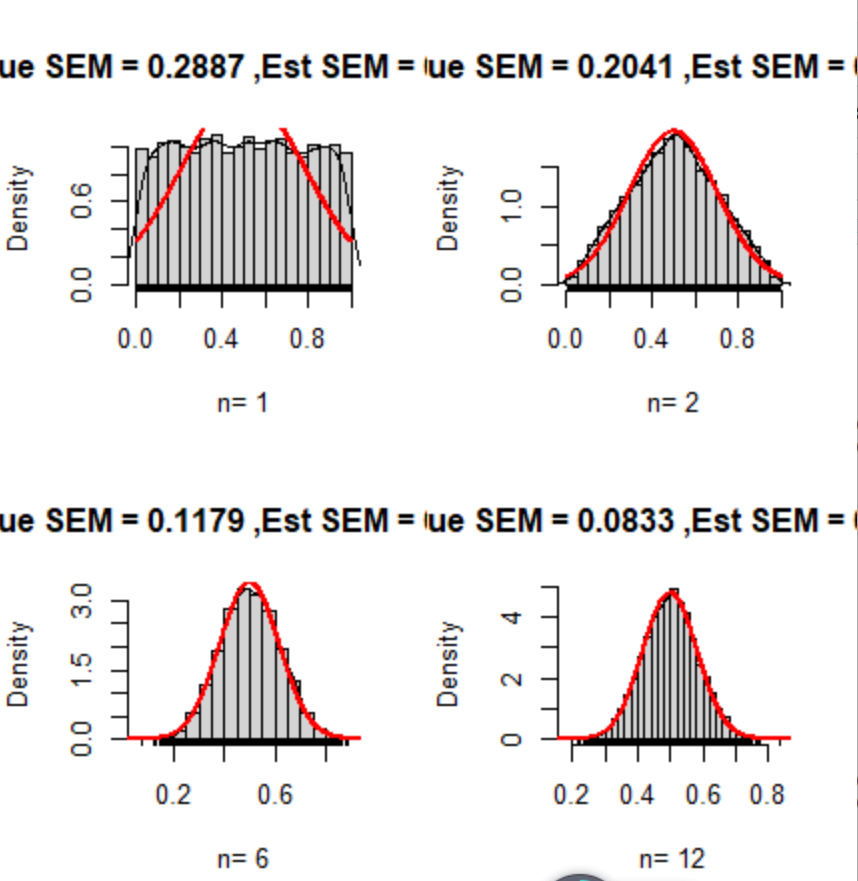 ue SEM = 0.2887 ,Est SEM =
ue SEM = 0.2041 ,Est SEM =
Density
0.0 0.6
0.0 0.4 0.8
n= 1
Density
0.0 1.0
0.0 0.4 0.8
n= 2
ue SEM = 0.1179 ,Est SEM =
ue SEM = 0.0833 ,Est SEM =
Density
0.0 1.5 3.0
0.2 0.6
n= 6
Density
0 2 4
0.2 0.4 0.6 0.8
n= 12